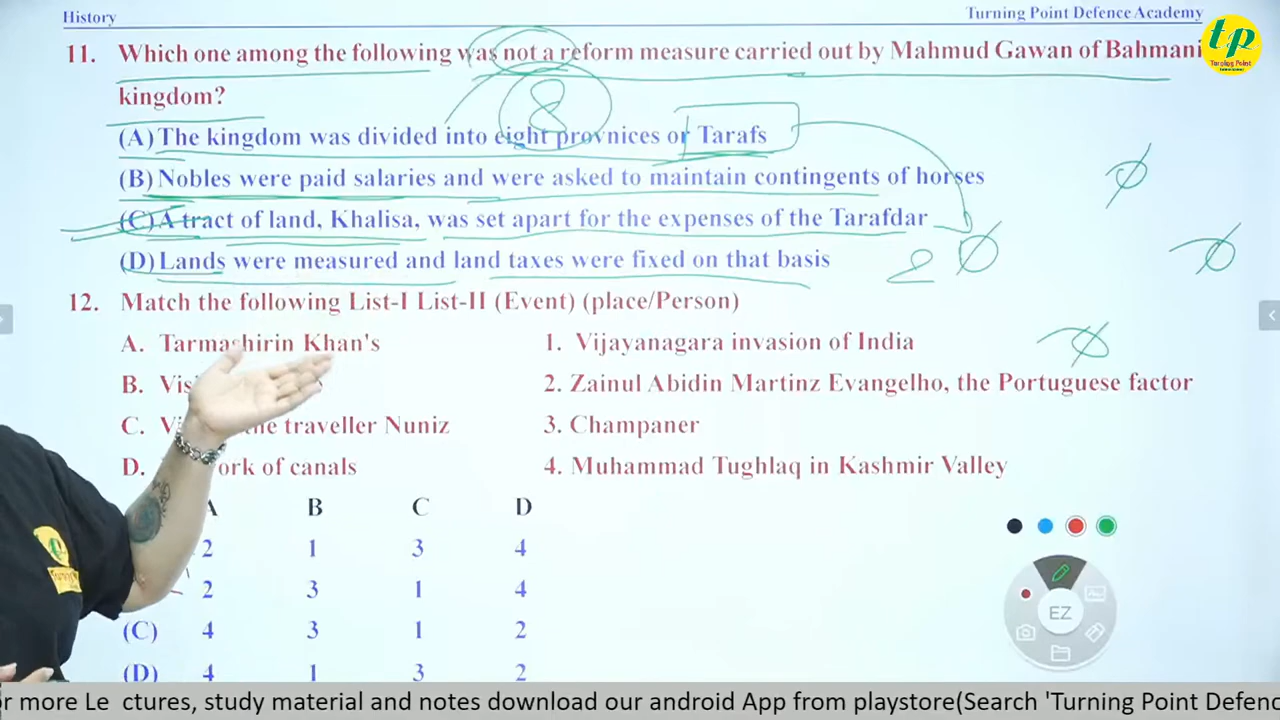 History
Turning Point Defence Academy
tp
Turning Point
11. Which one among the following was not a reform measure carried out by Mahmud Gawan of Bahmani
kingdom?
8
(A) The kingdom was divided into eight provnices or Tarafs
(B) Nobles were paid salaries and were asked to maintain contingents of horses
(C) A tract of land, Khalisa, was set apart for the expenses of the Tarafdar
(D) Lands were measured and land taxes were fixed on that basis
12. Match the following List-I List-II (Event) (place/Person)
A. Tarmashirin Khan's 1. Vijayanagara invasion of India
B. 2. Zainul Abidin Martinz Evangelho, the Portuguese factor
C. traveller Nuniz 3. Champaner
D. of canals 4. Muhammad Tughlaq in Kashmir Valley
A B C D
2 1 3 4
2 3 1 4
(C) 4 3 1 2
(D) 4 1 3 2
EZ
tp
or more Le ctures, study material and notes download our android App from playstore(Search 'Turning Point Defenc